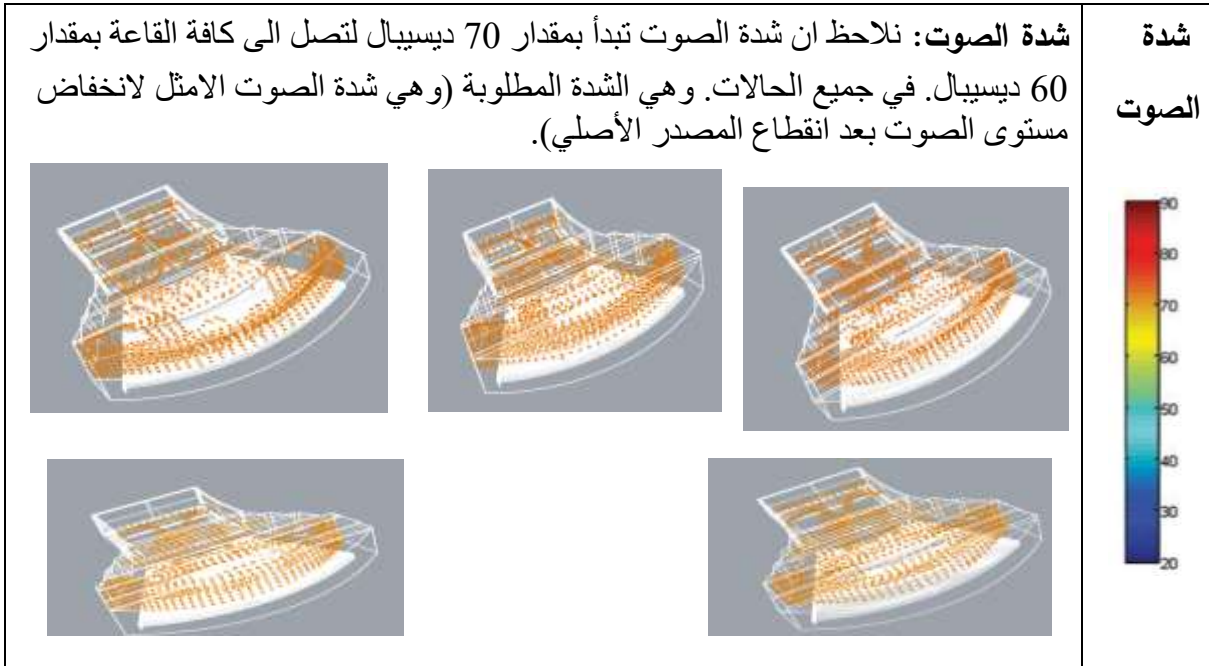 شدة
الصوت
شدة الصوت: نلاحظ ان شدة الصوت تبدأ بمقدار 70 ديسيبال لتصل الى كافة القاعة بمقدار
60 ديسيبال. في جميع الحالات. وهي الشدة المطلوبة (وهي شدة الصوت الامثل لانخفاض
مستوى الصوت بعد انقطاع المصدر الأصلي).
90
80
70
60
50
40
30
20